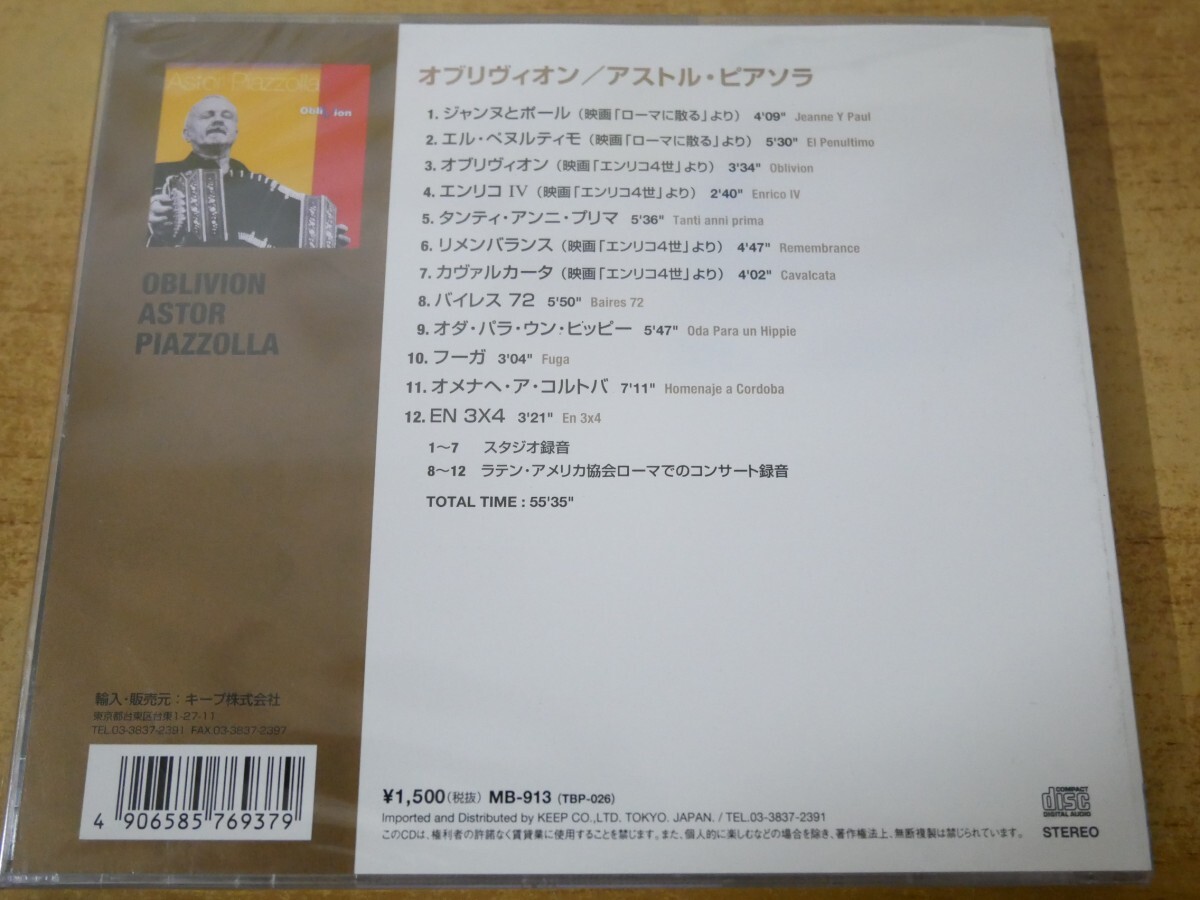 Astor Piazzolla
Oblivion
OBLIVION
ASTOR
PIAZZOLLA
輸入・販売元：キープ株式会社
東京都台東区台東1-27-11
TEL.03-3837-2391 FAX.03-3837-2397
4 906585 769379
オブリヴィオン／アストル・ピアソラ
1. ジャンヌとポール（映画「ローマに散る」より） 4'09" Jeanne Y Paul
2. エル・ペヌルティモ（映画「ローマに散る」より） 5'30" El Penultimo
3. オブリヴィオン（映画「エンリコ4世」より） 3'34" Oblivion
4. エンリコ IV（映画「エンリコ4世」より） 2'40" Enrico IV
5. タンティ・アンニ・プリマ 5'36" Tanti anni prima
6. リメンバランス（映画「エンリコ4世」より） 4'47" Remembrance
7. カヴァルカータ（映画「エンリコ4世」より） 4'02" Cavalcata
8. バイレス 72 5'50" Baires 72
9. オダ・パラ・ウン・ヒッピー 5'47" Oda Para un Hippie
10. フーガ 3'04" Fuga
11. オメナヘ・ア・コルトバ 7'11" Homenaje a Cordoba
12. EN 3X4 3'21" En 3x4
1〜7 スタジオ録音
8〜12 ラテン・アメリカ協会ローマでのコンサート録音
TOTAL TIME : 55'35"
¥1,500（税抜） MB-913 (TBP-026)
Imported and Distributed by KEEP CO.,LTD. TOKYO. JAPAN. / TEL.03-3837-2391
このCDは、権利者の許諾なく賃貸業に使用することを禁じます。また、個人的に楽しむなどの場合を除き、著作権法上、無断複製は禁じられています。
COMPACT
disc
DIGITAL AUDIO
STEREO